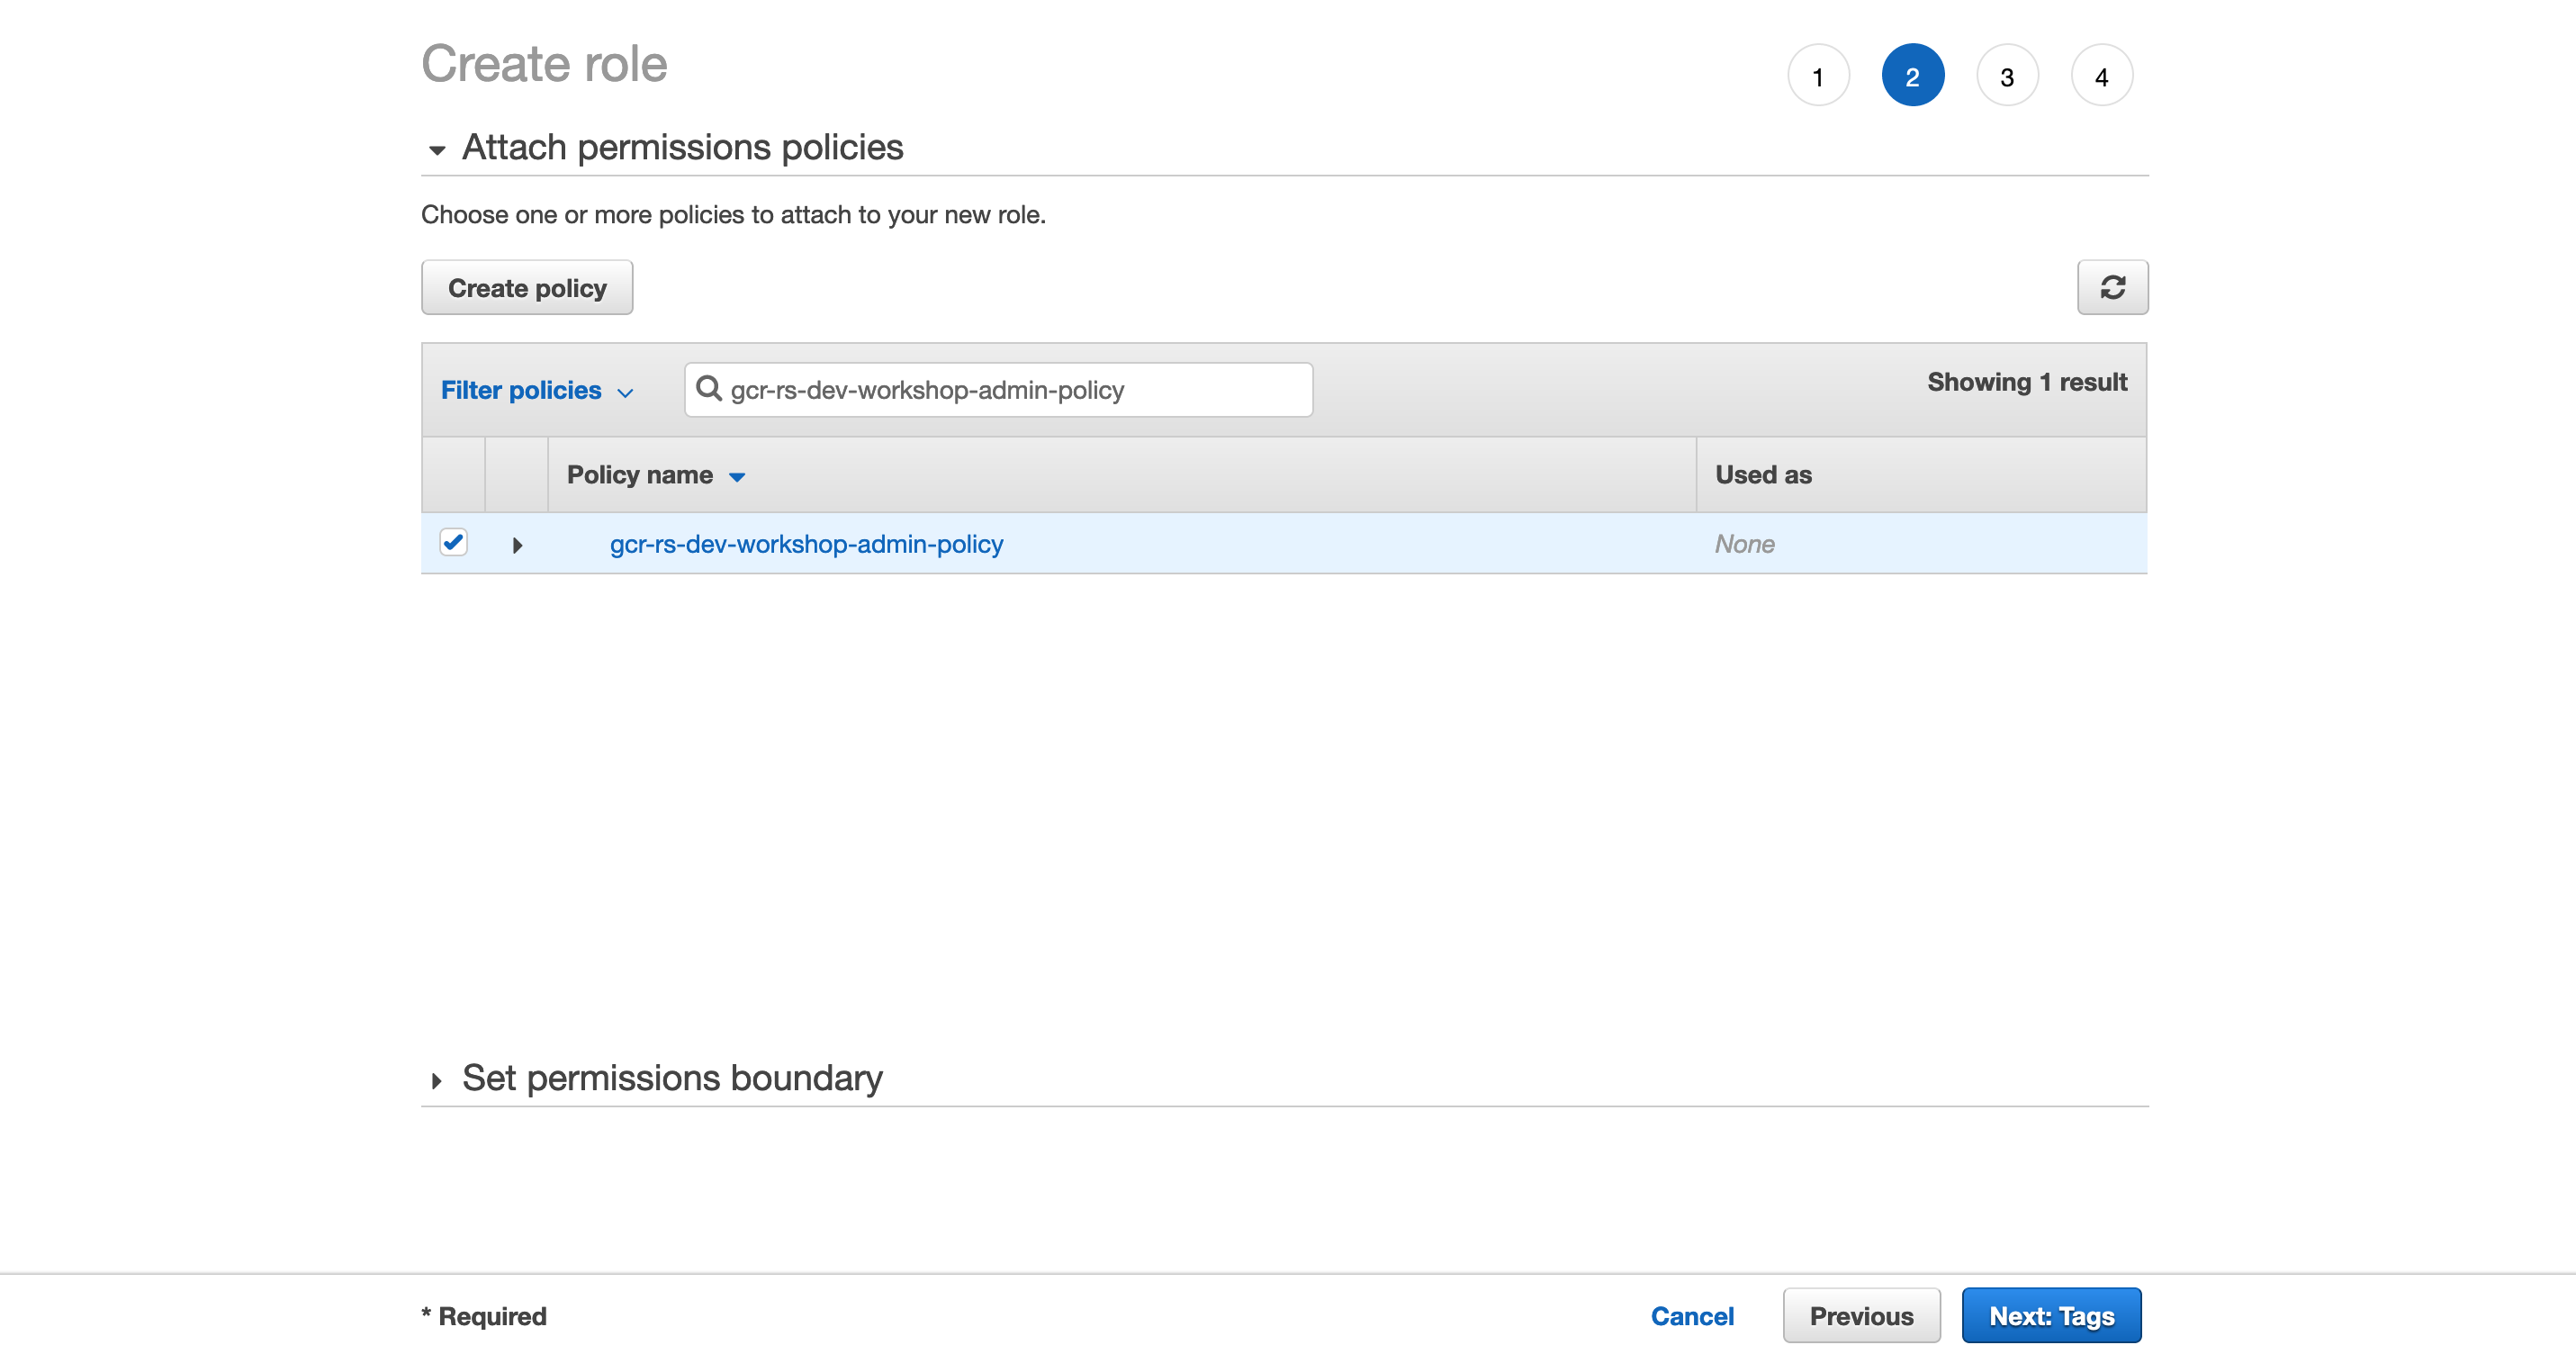 Create role
1 2 3 4
Attach permissions policies
Choose one or more policies to attach to your new role.
Create policy
Filter policies gcr-rs-dev-workshop-admin-policy Showing 1 result
Policy name Used as
gcr-rs-dev-workshop-admin-policy None
Set permissions boundary
* Required Cancel Previous Next: Tags